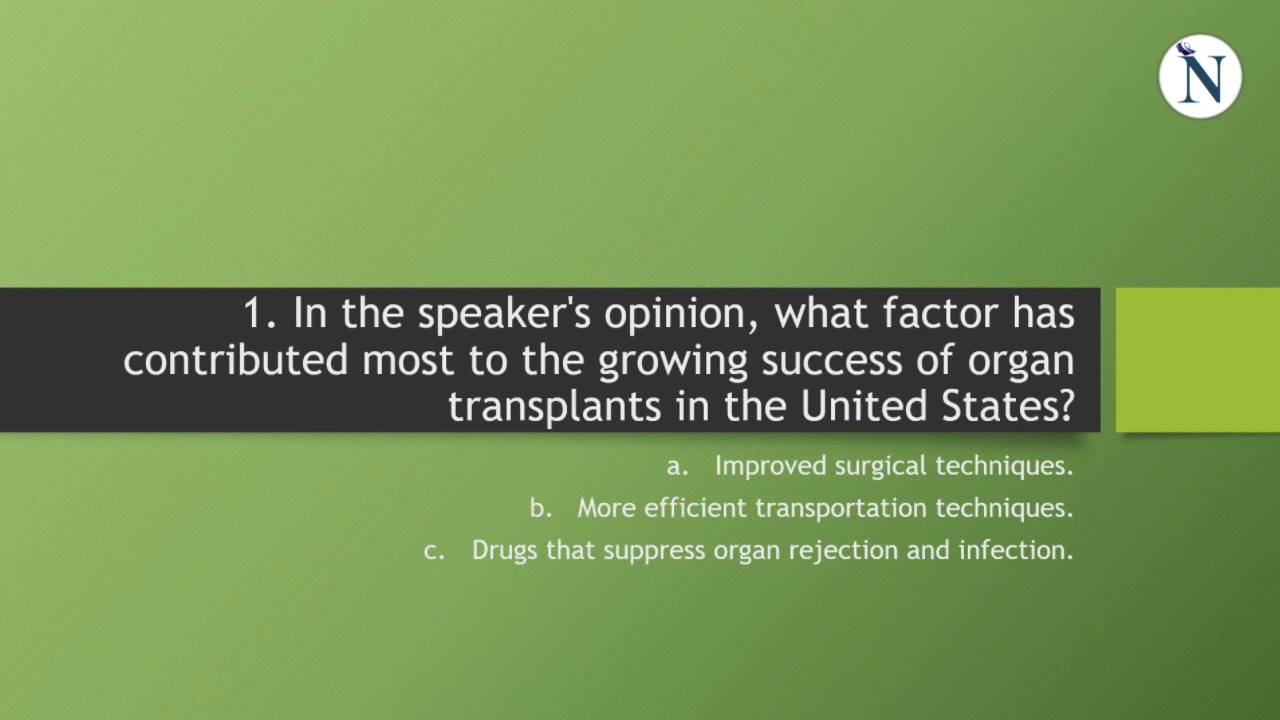 N
1. In the speaker's opinion, what factor has
contributed most to the growing success of organ
transplants in the United States?
a. Improved surgical techniques.
b. More efficient transportation techniques.
c. Drugs that suppress organ rejection and infection.